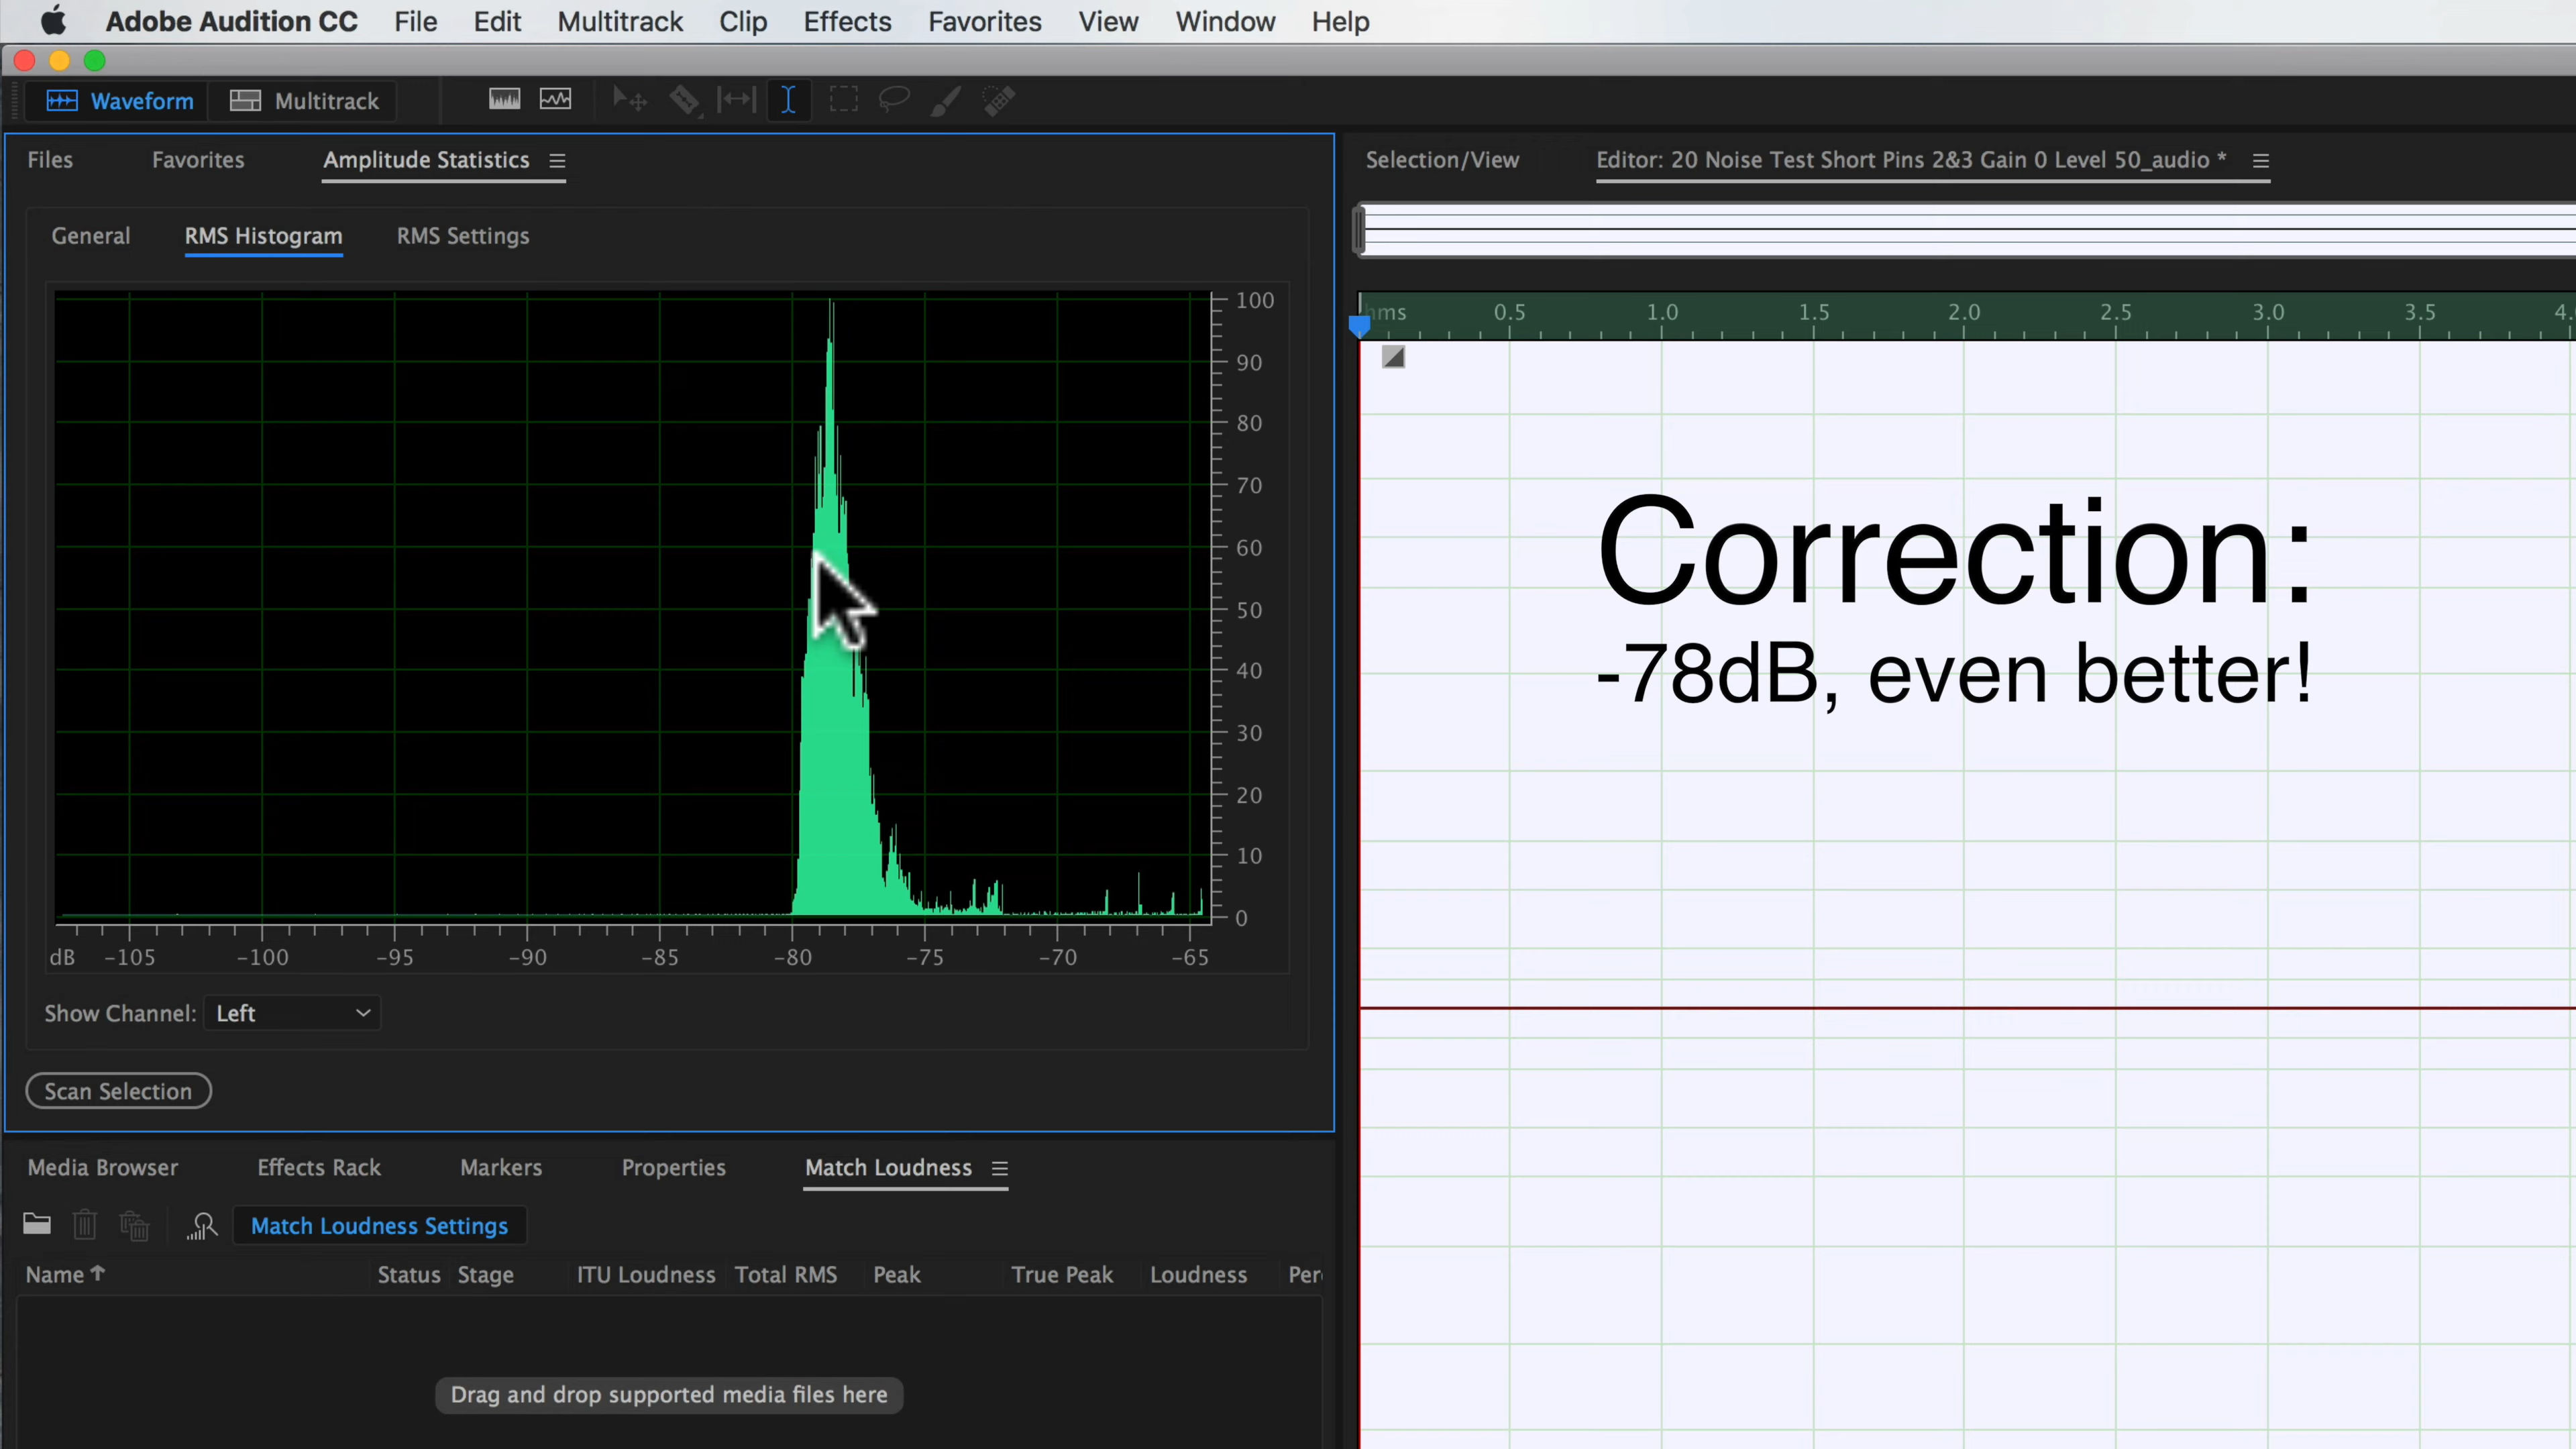 Adobe Audition CC File Edit Multitrack Clip Effects Favorites View Window Help
Waveform Multitrack
Files Favorites Amplitude Statistics
General RMS Histogram RMS Settings
100
90
80
70
60
50
40
30
20
10
0
dB -105 -100 -95 -90 -85 -80 -75 -70 -65
Show Channel: Left
Scan Selection
Media Browser Effects Rack Markers Properties Match Loudness
Match Loudness Settings
Name Status Stage ITU Loudness Total RMS Peak True Peak Loudness Per
Drag and drop supported media files here
Selection/View Editor: 20 Noise Test Short Pins 2&3 Gain 0 Level 50_audio *
hms 0.5 1.0 1.5 2.0 2.5 3.0 3.5 4.
Correction:
-78dB, even better!